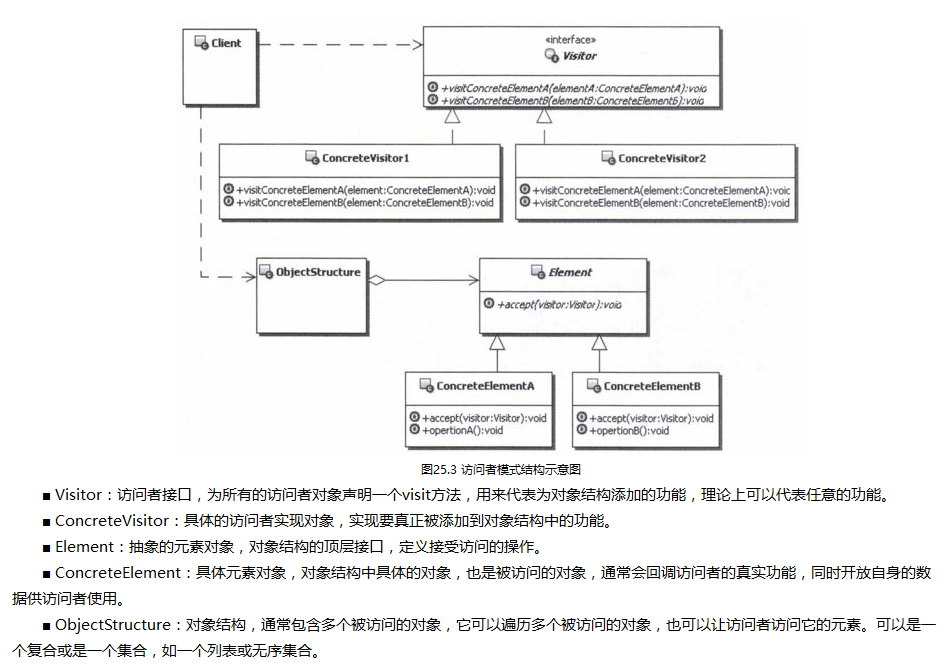 Client
«interface»
Visitor
+visitConcreteElementA(elementA:ConcreteElementA):void
+visitConcreteElementB(elementB:ConcreteElementB):void
ConcreteVisitor1
+visitConcreteElementA(element:ConcreteElementA):void
+visitConcreteElementB(element:ConcreteElementB):void
ConcreteVisitor2
+visitConcreteElementA(element:ConcreteElementA):voic
+visitConcreteElementB(element:ConcreteElementB):void
ObjectStructure
Element
+accept(visitor:Visitor):void
ConcreteElementA
+accept(visitor:Visitor):void
+opertionA():void
ConcreteElementB
+accept(visitor:Visitor):void
+opertionB():void
图25.3 访问者模式结构示意图
■ Visitor：访问者接口，为所有的访问者对象声明一个visit方法，用来代表为对象结构添加的功能，理论上可以代表任意的功能。
■ ConcreteVisitor：具体的访问者实现对象，实现要真正被添加到对象结构中的功能。
■ Element：抽象的元素对象，对象结构的顶层接口，定义接受访问的操作。
■ ConcreteElement：具体元素对象，对象结构中具体的对象，也是被访问的对象，通常会回调访问者的真实功能，同时开放自身的数
据供访问者使用。
■ ObjectStructure：对象结构，通常包含多个被访问的对象，它可以遍历多个被访问的对象，也可以让访问者访问它的元素。可以是一
个复合或是一个集合，如一个列表或无序集合。